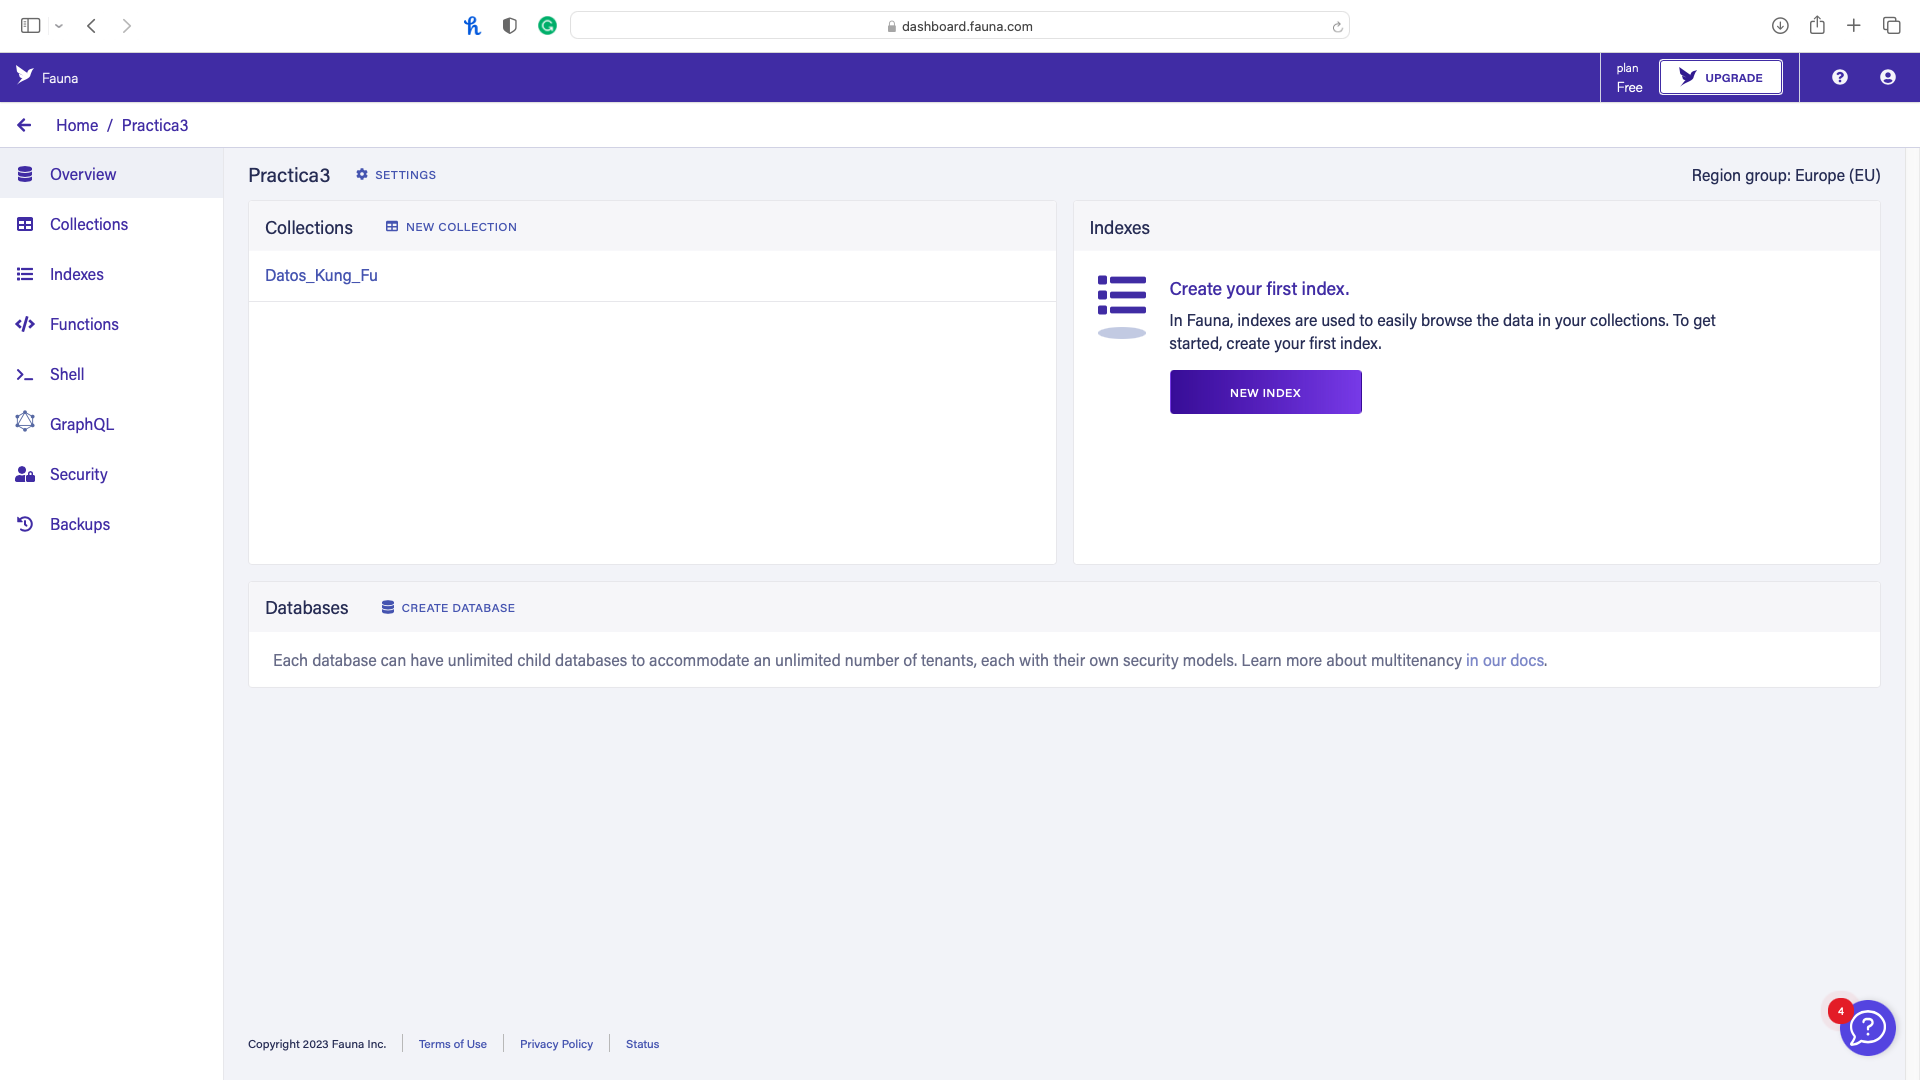 dashboard.fauna.com
Fauna
plan
Free
UPGRADE
Home / Practica3
Overview
Collections
Indexes
Functions
Shell
GraphQL
Security
Backups
Practica3
SETTINGS
Region group: Europe (EU)
Collections
NEW COLLECTION
Datos_Kung_Fu
Indexes
Create your first index.
In Fauna, indexes are used to easily browse the data in your collections. To get
started, create your first index.
NEW INDEX
Databases
CREATE DATABASE
Each database can have unlimited child databases to accommodate an unlimited number of tenants, each with their own security models. Learn more about multitenancy in our docs.
4
Copyright 2023 Fauna Inc.
Terms of Use
Privacy Policy
Status